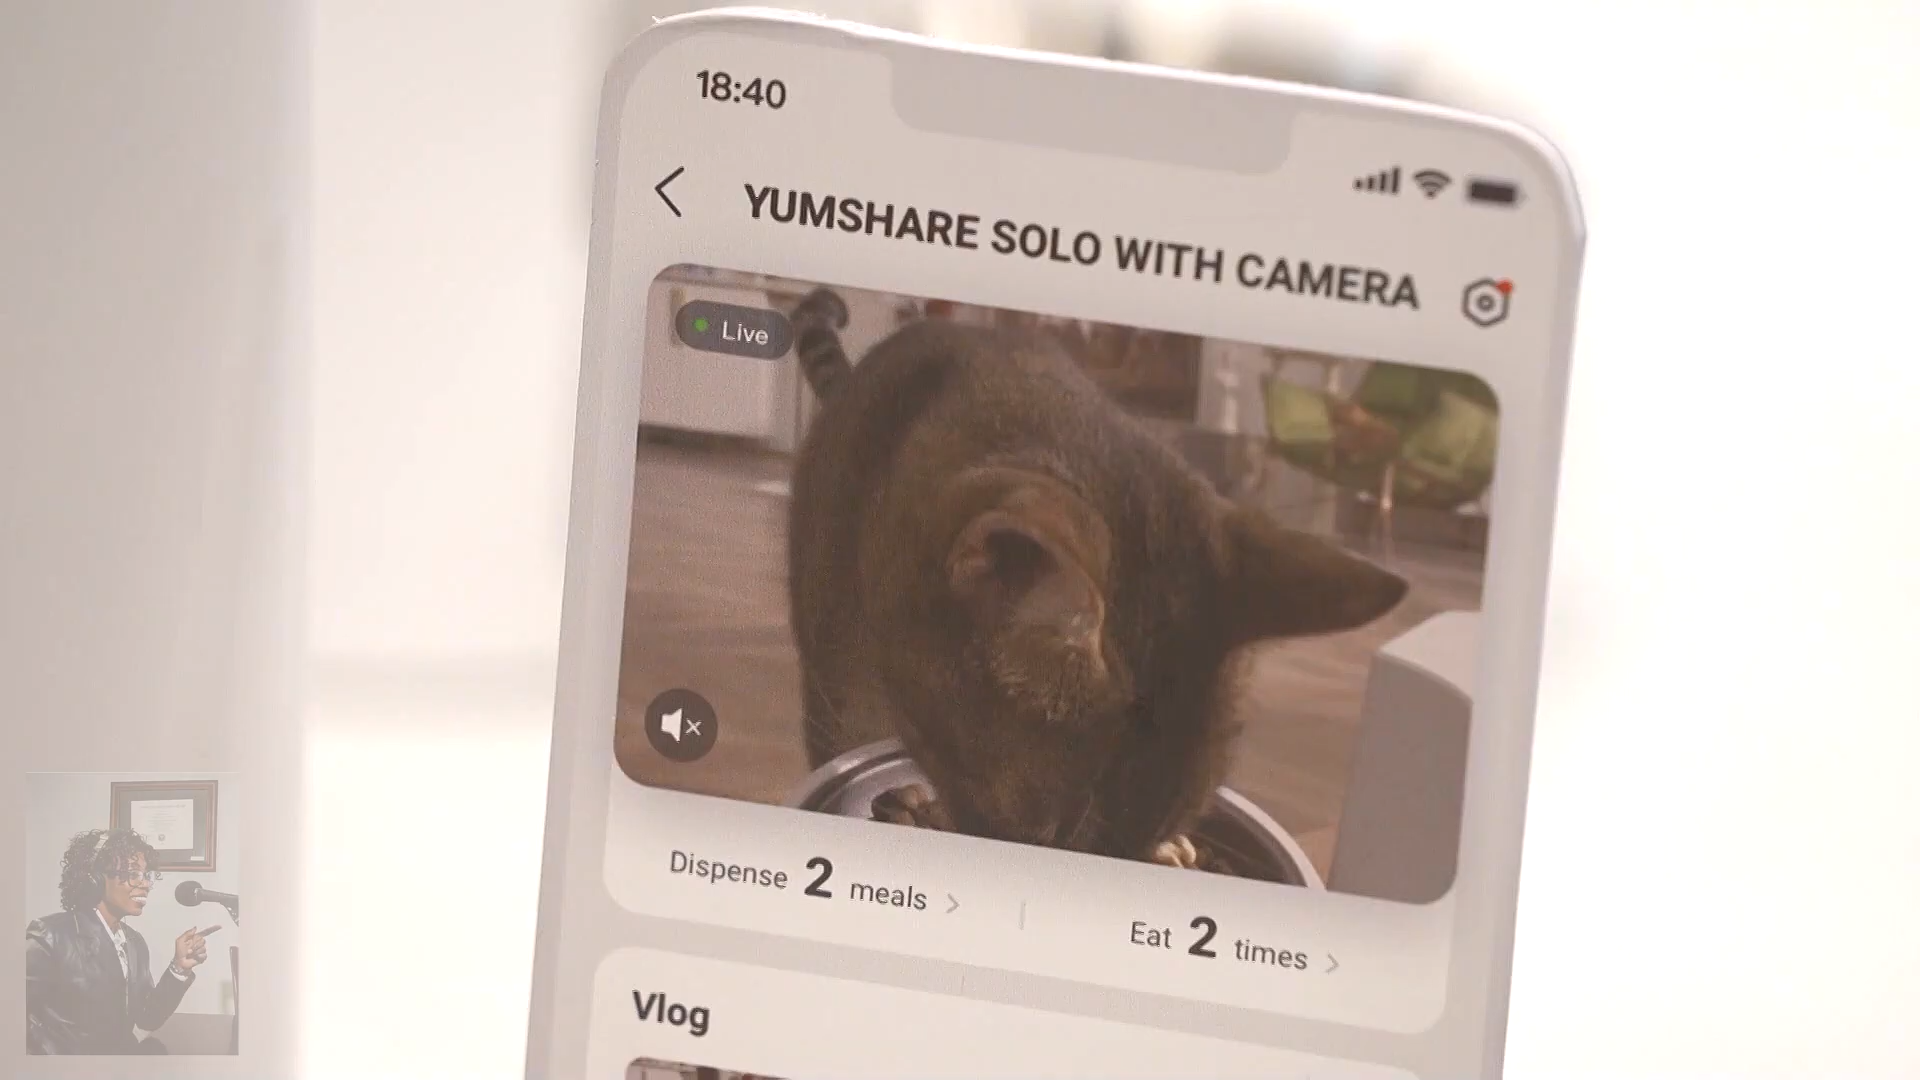 18:40
YUMSHARE SOLO WITH CAMERA
Live
Dispense 2 meals
Eat 2 times
Vlog